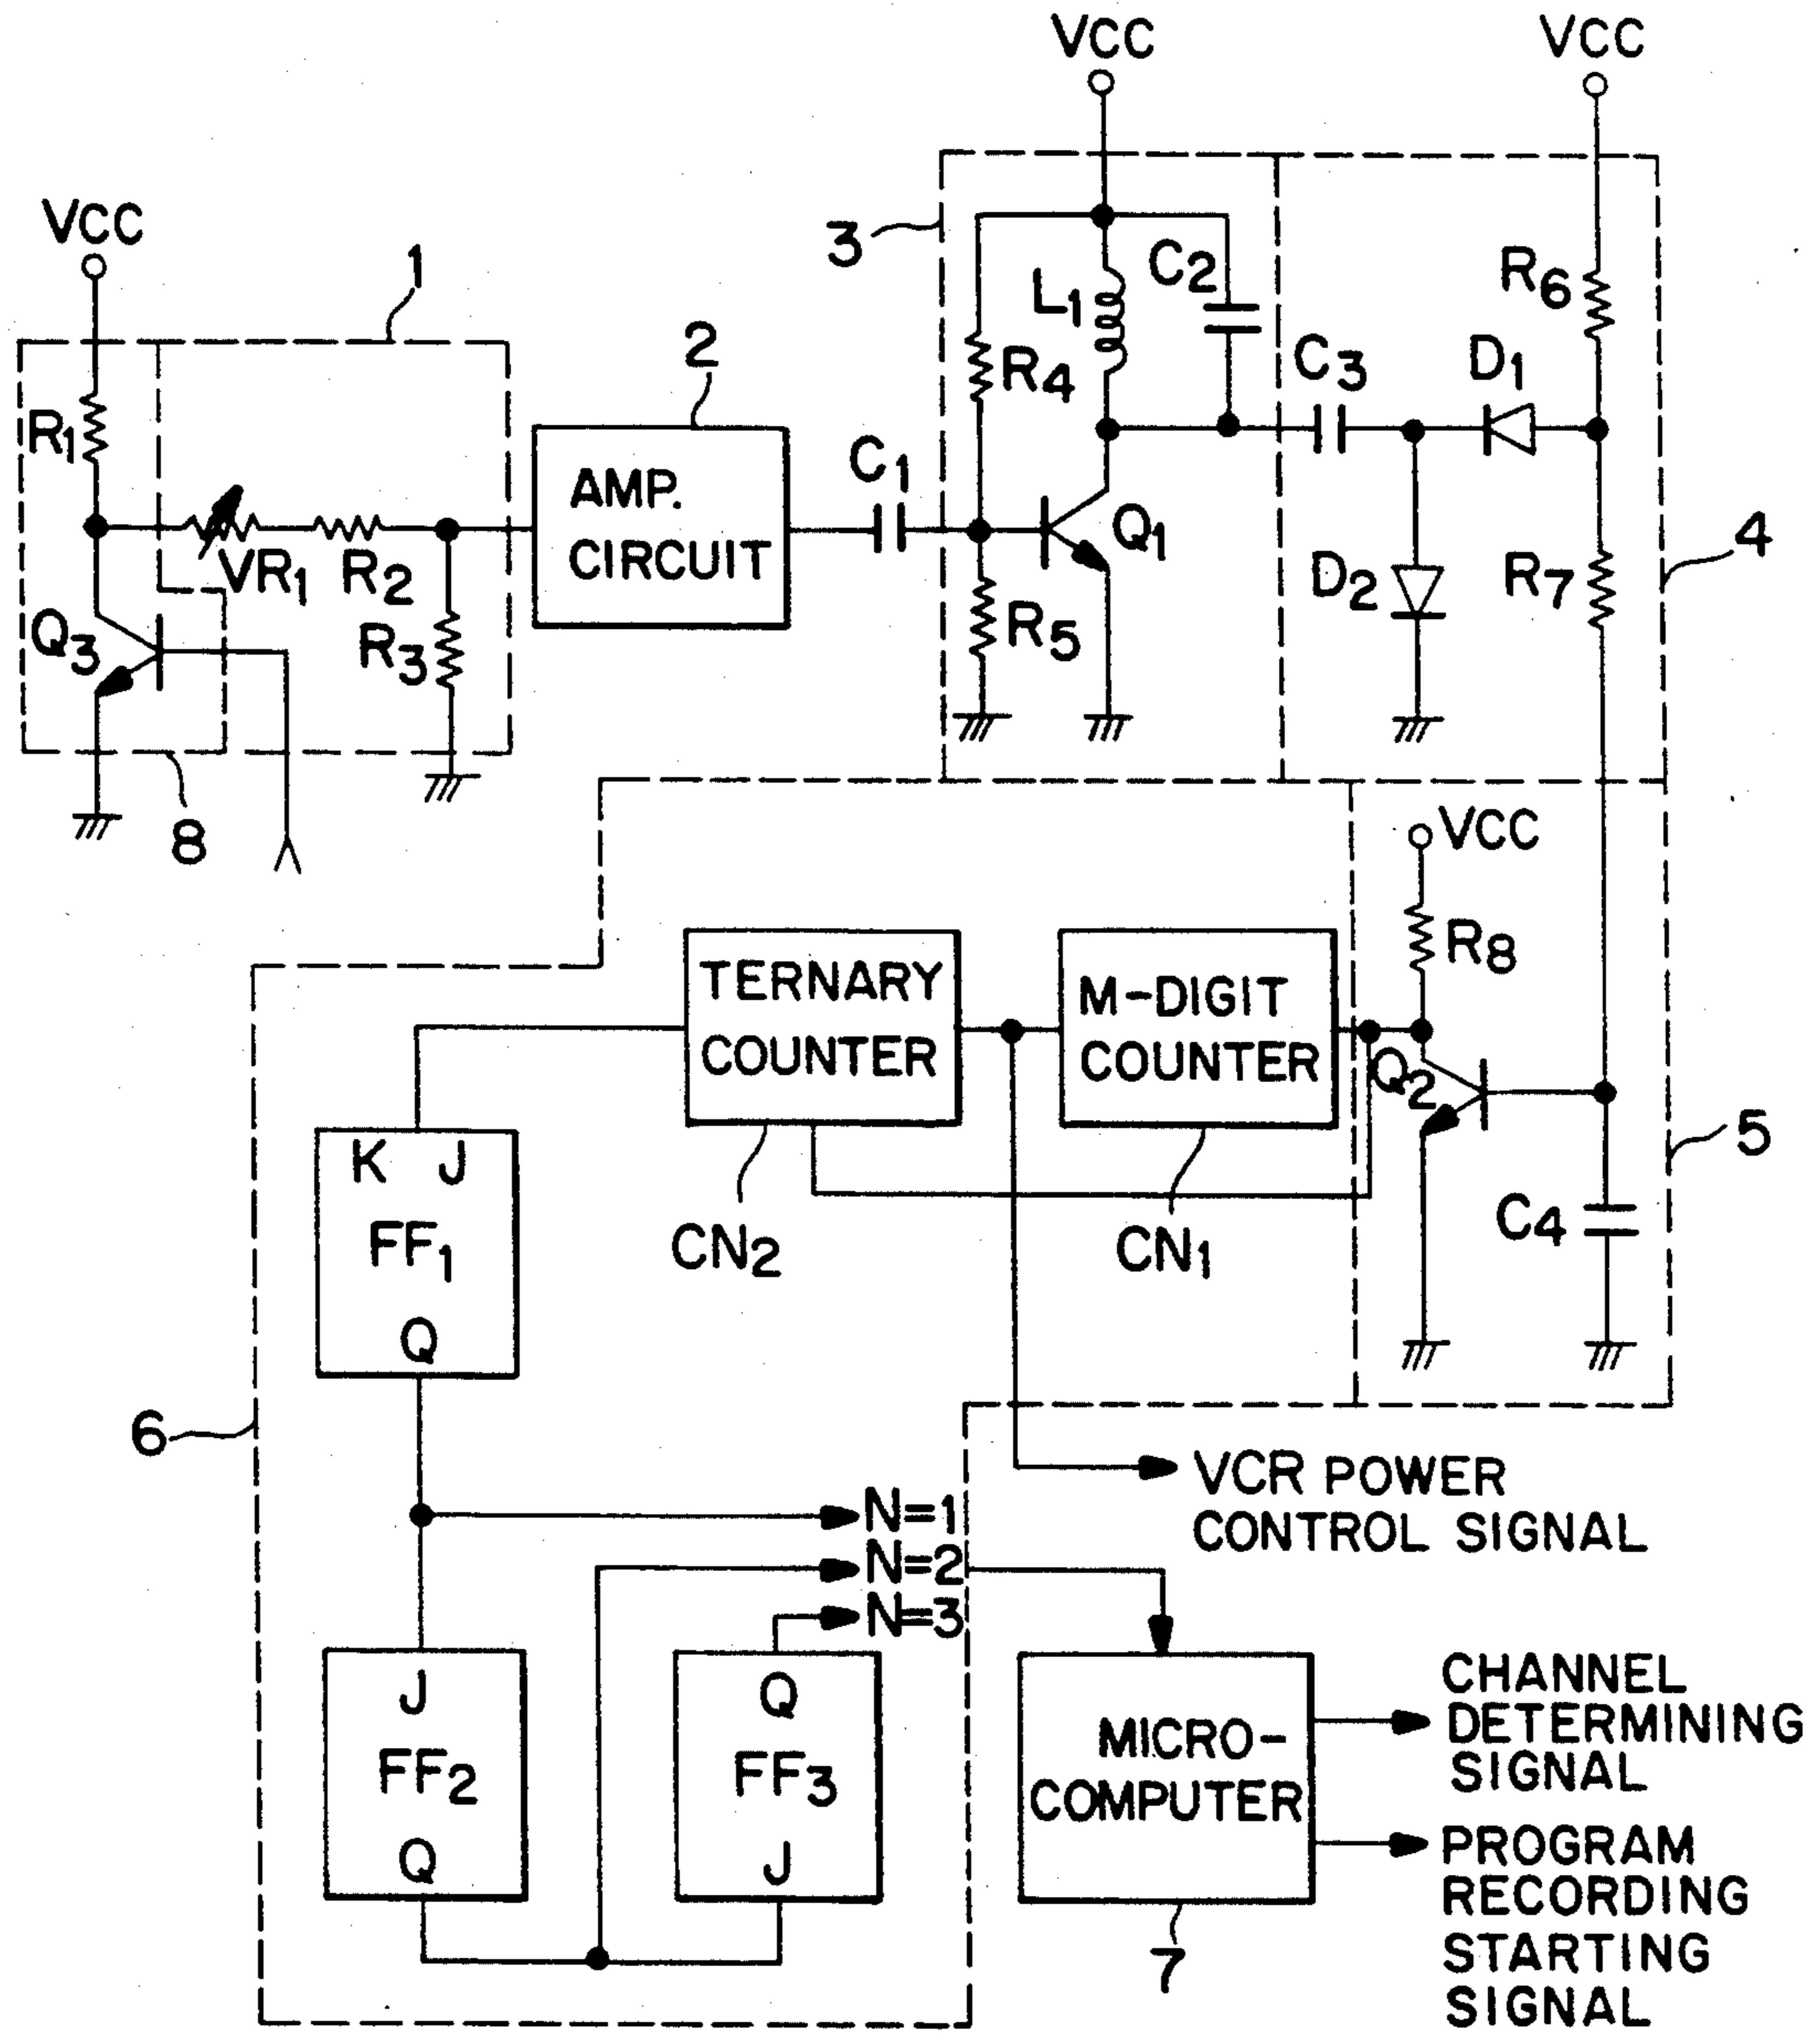 VCC
VCC
VCC
1
3
C2
L1
R6
2
R4
C3
D1
R1
C1
AMP.
CIRCUIT
Q1
4
VR1
R2
D2
R7
Q3
R3
R5
8
VCC
R8
TERNARY
COUNTER
M-DIGIT
COUNTER
Q2
5
K J
FF1
Q
CN2
CN1
C4
6
VCR POWER
CONTROL SIGNAL
N=1
N=2
N=3
J
FF2
Q
Q
FF3
J
MICRO-
COMPUTER
7
CHANNEL
DETERMINING
SIGNAL
PROGRAM
RECORDING
STARTING
SIGNAL